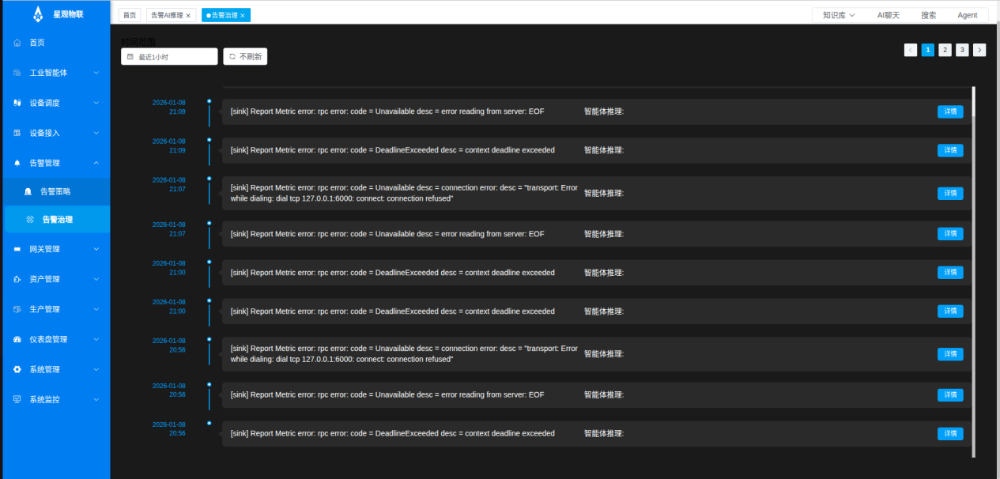 星观物联
首页
工业智能体
设备调度
设备接入
告警管理
告警策略
告警治理
网关管理
资产管理
生产管理
仪表盘管理
系统管理
系统监控
首页
告警AI推理 ×
告警治理 ×
知识库
AI聊天
搜索
Agent
时间范围
最近1小时
不刷新
1 2 3
2026-01-08
21:09
[sink] Report Metric error: rpc error: code = Unavailable desc = error reading from server: EOF
智能体推理:
详情
2026-01-08
21:09
[sink] Report Metric error: rpc error: code = DeadlineExceeded desc = context deadline exceeded
智能体推理:
详情
2026-01-08
21:07
[sink] Report Metric error: rpc error: code = Unavailable desc = connection error: desc = "transport: Error
while dialing: dial tcp 127.0.0.1:6000: connect: connection refused"
智能体推理:
详情
2026-01-08
21:07
[sink] Report Metric error: rpc error: code = Unavailable desc = error reading from server: EOF
智能体推理:
详情
2026-01-08
21:00
[sink] Report Metric error: rpc error: code = DeadlineExceeded desc = context deadline exceeded
智能体推理:
详情
2026-01-08
21:00
[sink] Report Metric error: rpc error: code = DeadlineExceeded desc = context deadline exceeded
智能体推理:
详情
2026-01-08
20:56
[sink] Report Metric error: rpc error: code = Unavailable desc = connection error: desc = "transport: Error
while dialing: dial tcp 127.0.0.1:6000: connect: connection refused"
智能体推理:
详情
2026-01-08
20:56
[sink] Report Metric error: rpc error: code = Unavailable desc = error reading from server: EOF
智能体推理:
详情
2026-01-08
20:56
[sink] Report Metric error: rpc error: code = DeadlineExceeded desc = context deadline exceeded
智能体推理:
详情